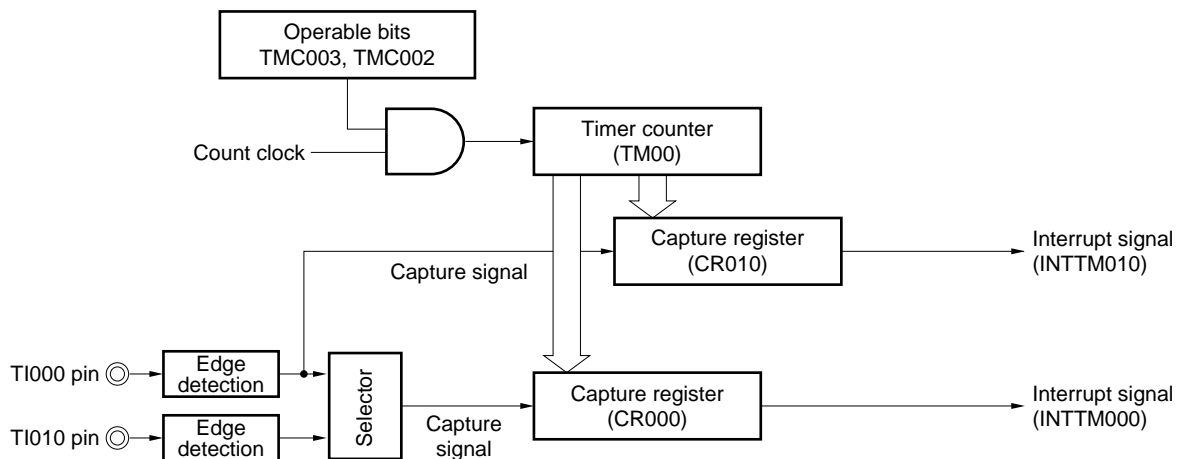 Operable bits
TMC003, TMC002
Count clock
Timer counter
(TM00)
Capture register
(CR010)
Interrupt signal
(INTTM010)
Capture signal
TI000 pin
Edge
detection
Selector
Capture register
(CR000)
Interrupt signal
(INTTM000)
TI010 pin
Edge
detection
Capture
signal